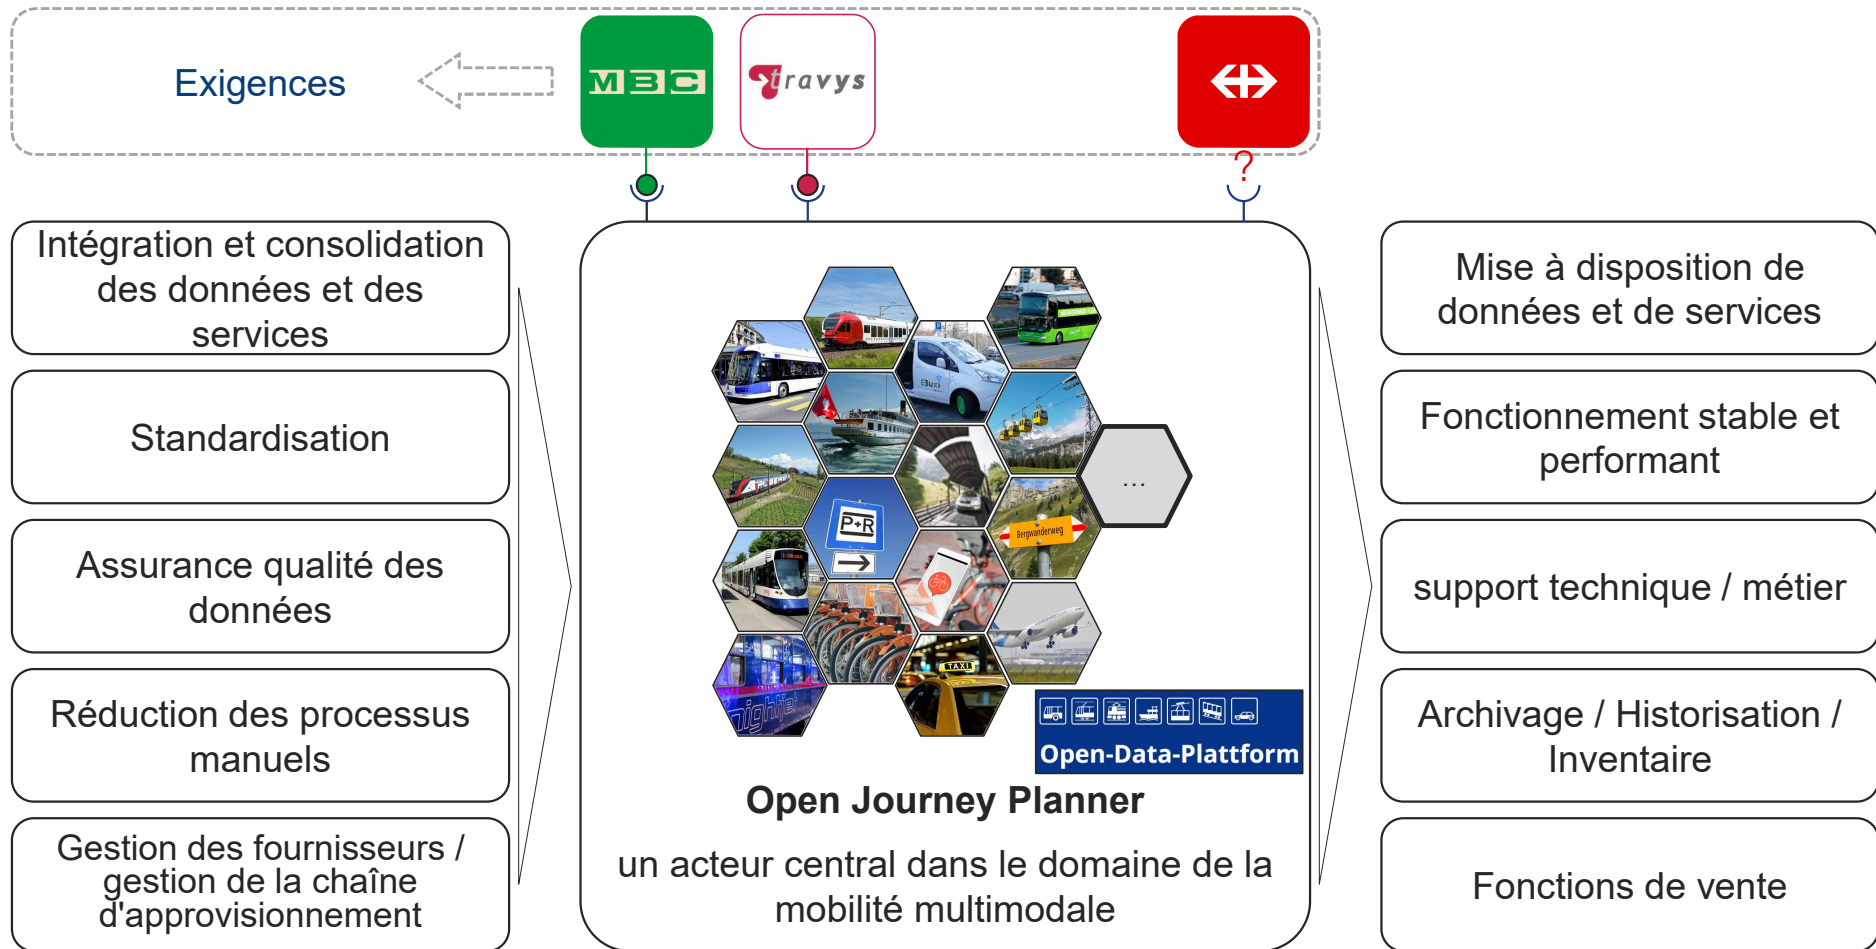 Exigences
MBC
travys
?
Intégration et consolidation
des données et des
services
Standardisation
Assurance qualité des
données
Réduction des processus
manuels
Gestion des fournisseurs /
gestion de la chaîne
d'approvisionnement
Buxi
...
P+R
Bergwanderweg
nightjet
TAXI
Open-Data-Plattform
Open Journey Planner
un acteur central dans le domaine de la
mobilité multimodale
Mise à disposition de
données et de services
Fonctionnement stable et
performant
support technique / métier
Archivage / Historisation /
Inventaire
Fonctions de vente